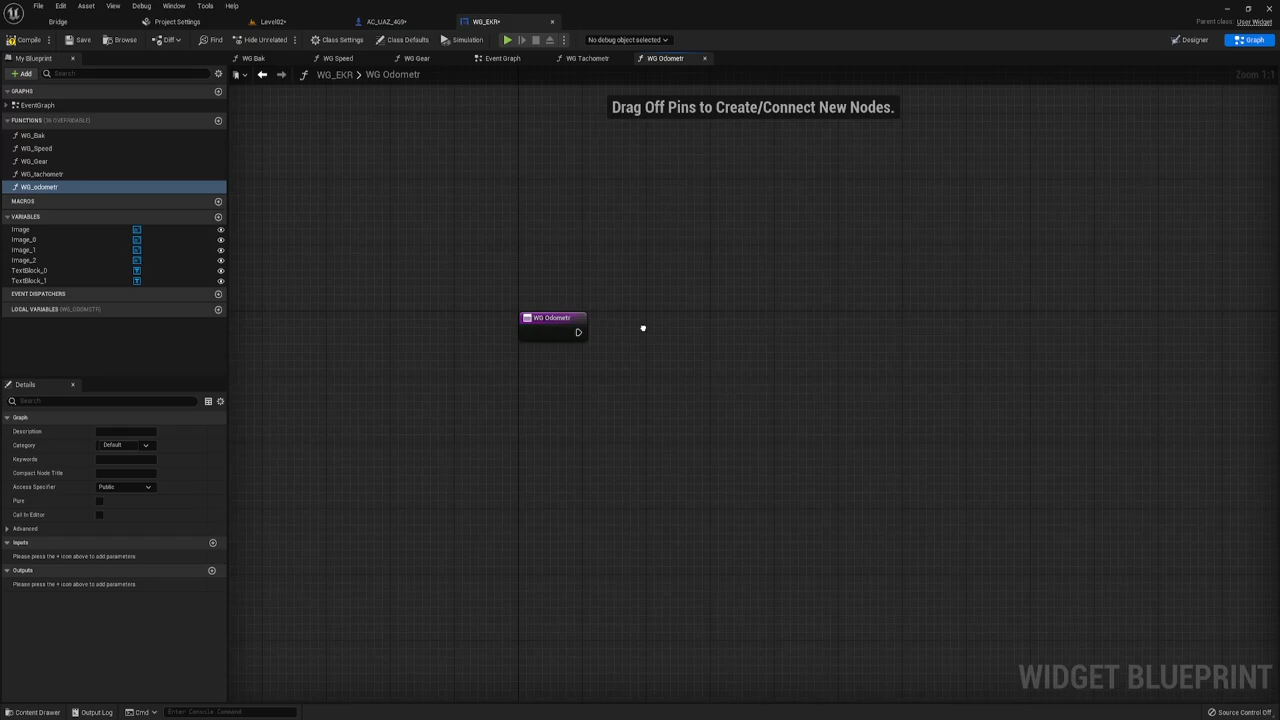 File Edit Asset View Debug Window Tools Help
Parent class: User Widget
Bridge Project Settings Level02* AC_UAZ_469* WG_EKR*
Compile Save Browse Diff Find Hide Unrelated Class Settings Class Defaults Simulation No debug object selected Designer Graph
My Blueprint WG Bak WG Speed WG Gear Event Graph WG Tachometr WG Odometr
Add Search WG_EKR > WG Odometr Zoom 1:1
GRAPHS
EventGraph
Drag Off Pins to Create/Connect New Nodes.
FUNCTIONS (36 OVERRIDABLE)
WG_Bak
WG_Speed
WG_Gear
WG_tachometr
WG_odometr
MACROS
VARIABLES
Image
Image_0
Image_1
Image_2
TextBlock_0
TextBlock_1
EVENT DISPATCHERS
LOCAL VARIABLES (WG_ODOMETR)
WG Odometr
Details
Search
Graph
Description
Category Default
Keywords
Compact Node Title
Access Specifier Public
Pure
Call In Editor
Advanced
Inputs
Please press the + icon above to add parameters
Outputs
Please press the + icon above to add parameters
WIDGET BLUEPRINT
Content Drawer Output Log Cmd Enter Console Command Source Control Off